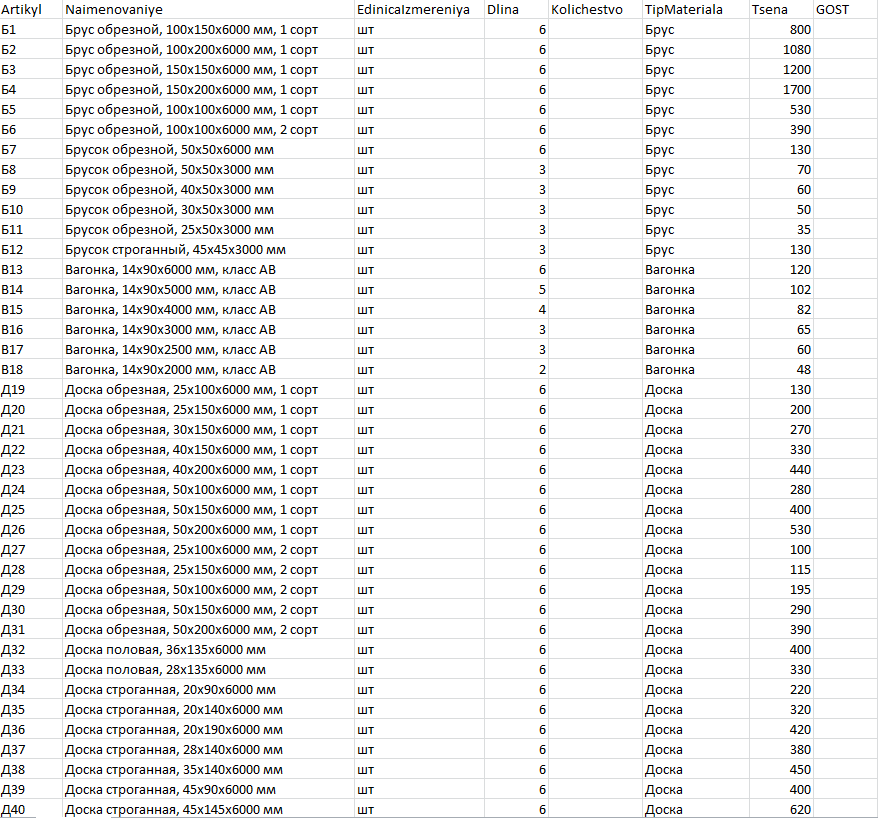 Artikyl Naimenovaniye EdinicaIzmereniya Dlina Kolichestvo TipMateriala Tsena GOST
Б1 Брус обрезной, 100х150х6000 мм, 1 сорт шт 6 Брус 800
Б2 Брус обрезной, 100х200х6000 мм, 1 сорт шт 6 Брус 1080
Б3 Брус обрезной, 150х150х6000 мм, 1 сорт шт 6 Брус 1200
Б4 Брус обрезной, 150х200х6000 мм, 1 сорт шт 6 Брус 1700
Б5 Брус обрезной, 100х100х6000 мм, 1 сорт шт 6 Брус 530
Б6 Брус обрезной, 100х100х6000 мм, 2 сорт шт 6 Брус 390
Б7 Брусок обрезной, 50х50х6000 мм шт 6 Брус 130
Б8 Брусок обрезной, 50х50х3000 мм шт 3 Брус 70
Б9 Брусок обрезной, 40х50х3000 мм шт 3 Брус 60
Б10 Брусок обрезной, 30х50х3000 мм шт 3 Брус 50
Б11 Брусок обрезной, 25х50х3000 мм шт 3 Брус 35
Б12 Брусок строганный, 45х45х3000 мм шт 3 Брус 130
В13 Вагонка, 14х90х6000 мм, класс АВ шт 6 Вагонка 120
В14 Вагонка, 14х90х5000 мм, класс АВ шт 5 Вагонка 102
В15 Вагонка, 14х90х4000 мм, класс АВ шт 4 Вагонка 82
В16 Вагонка, 14х90х3000 мм, класс АВ шт 3 Вагонка 65
В17 Вагонка, 14х90х2500 мм, класс АВ шт 3 Вагонка 60
В18 Вагонка, 14х90х2000 мм, класс АВ шт 2 Вагонка 48
Д19 Доска обрезная, 25х100х6000 мм, 1 сорт шт 6 Доска 130
Д20 Доска обрезная, 25х150х6000 мм, 1 сорт шт 6 Доска 200
Д21 Доска обрезная, 30х150х6000 мм, 1 сорт шт 6 Доска 270
Д22 Доска обрезная, 40х150х6000 мм, 1 сорт шт 6 Доска 330
Д23 Доска обрезная, 40х200х6000 мм, 1 сорт шт 6 Доска 440
Д24 Доска обрезная, 50х100х6000 мм, 1 сорт шт 6 Доска 280
Д25 Доска обрезная, 50х150х6000 мм, 1 сорт шт 6 Доска 400
Д26 Доска обрезная, 50х200х6000 мм, 1 сорт шт 6 Доска 530
Д27 Доска обрезная, 25х100х6000 мм, 2 сорт шт 6 Доска 100
Д28 Доска обрезная, 25х150х6000 мм, 2 сорт шт 6 Доска 115
Д29 Доска обрезная, 50х100х6000 мм, 2 сорт шт 6 Доска 195
Д30 Доска обрезная, 50х150х6000 мм, 2 сорт шт 6 Доска 290
Д31 Доска обрезная, 50х200х6000 мм, 2 сорт шт 6 Доска 390
Д32 Доска половая, 36х135х6000 мм шт 6 Доска 400
Д33 Доска половая, 28х135х6000 мм шт 6 Доска 330
Д34 Доска строганная, 20х90х6000 мм шт 6 Доска 220
Д35 Доска строганная, 20х140х6000 мм шт 6 Доска 320
Д36 Доска строганная, 20х190х6000 мм шт 6 Доска 420
Д37 Доска строганная, 28х140х6000 мм шт 6 Доска 380
Д38 Доска строганная, 35х140х6000 мм шт 6 Доска 450
Д39 Доска строганная, 45х90х6000 мм шт 6 Доска 400
Д40 Доска строганная, 45х145х6000 мм шт 6 Доска 620